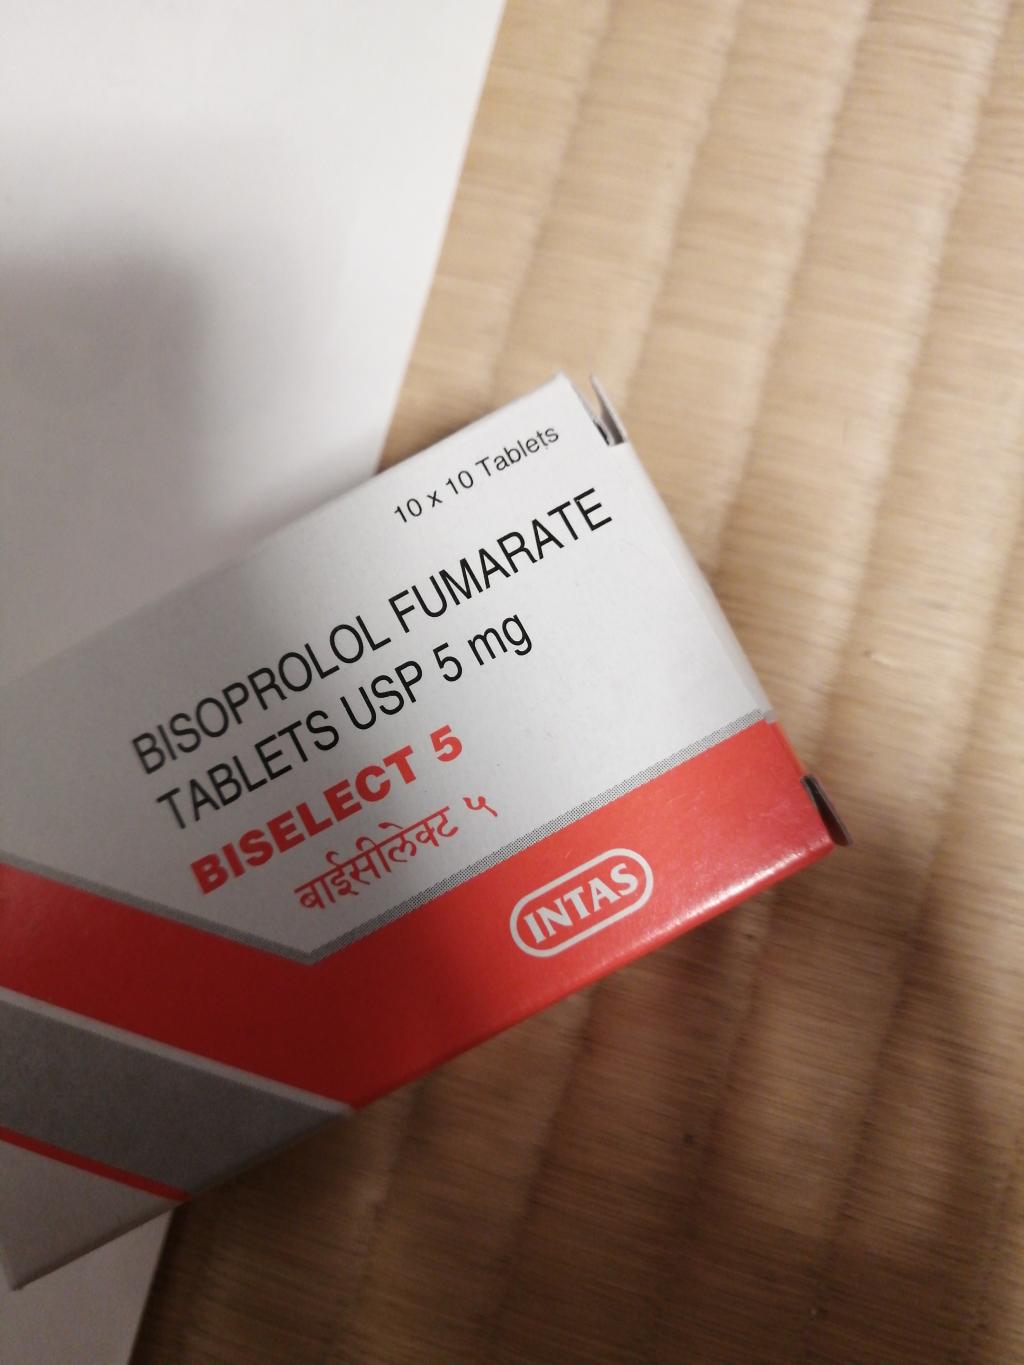 10 x 10 Tablets
BISOPROLOL FUMARATE
TABLETS USP 5 mg
BISELECT 5
बाईसीलेक्ट ५
INTAS